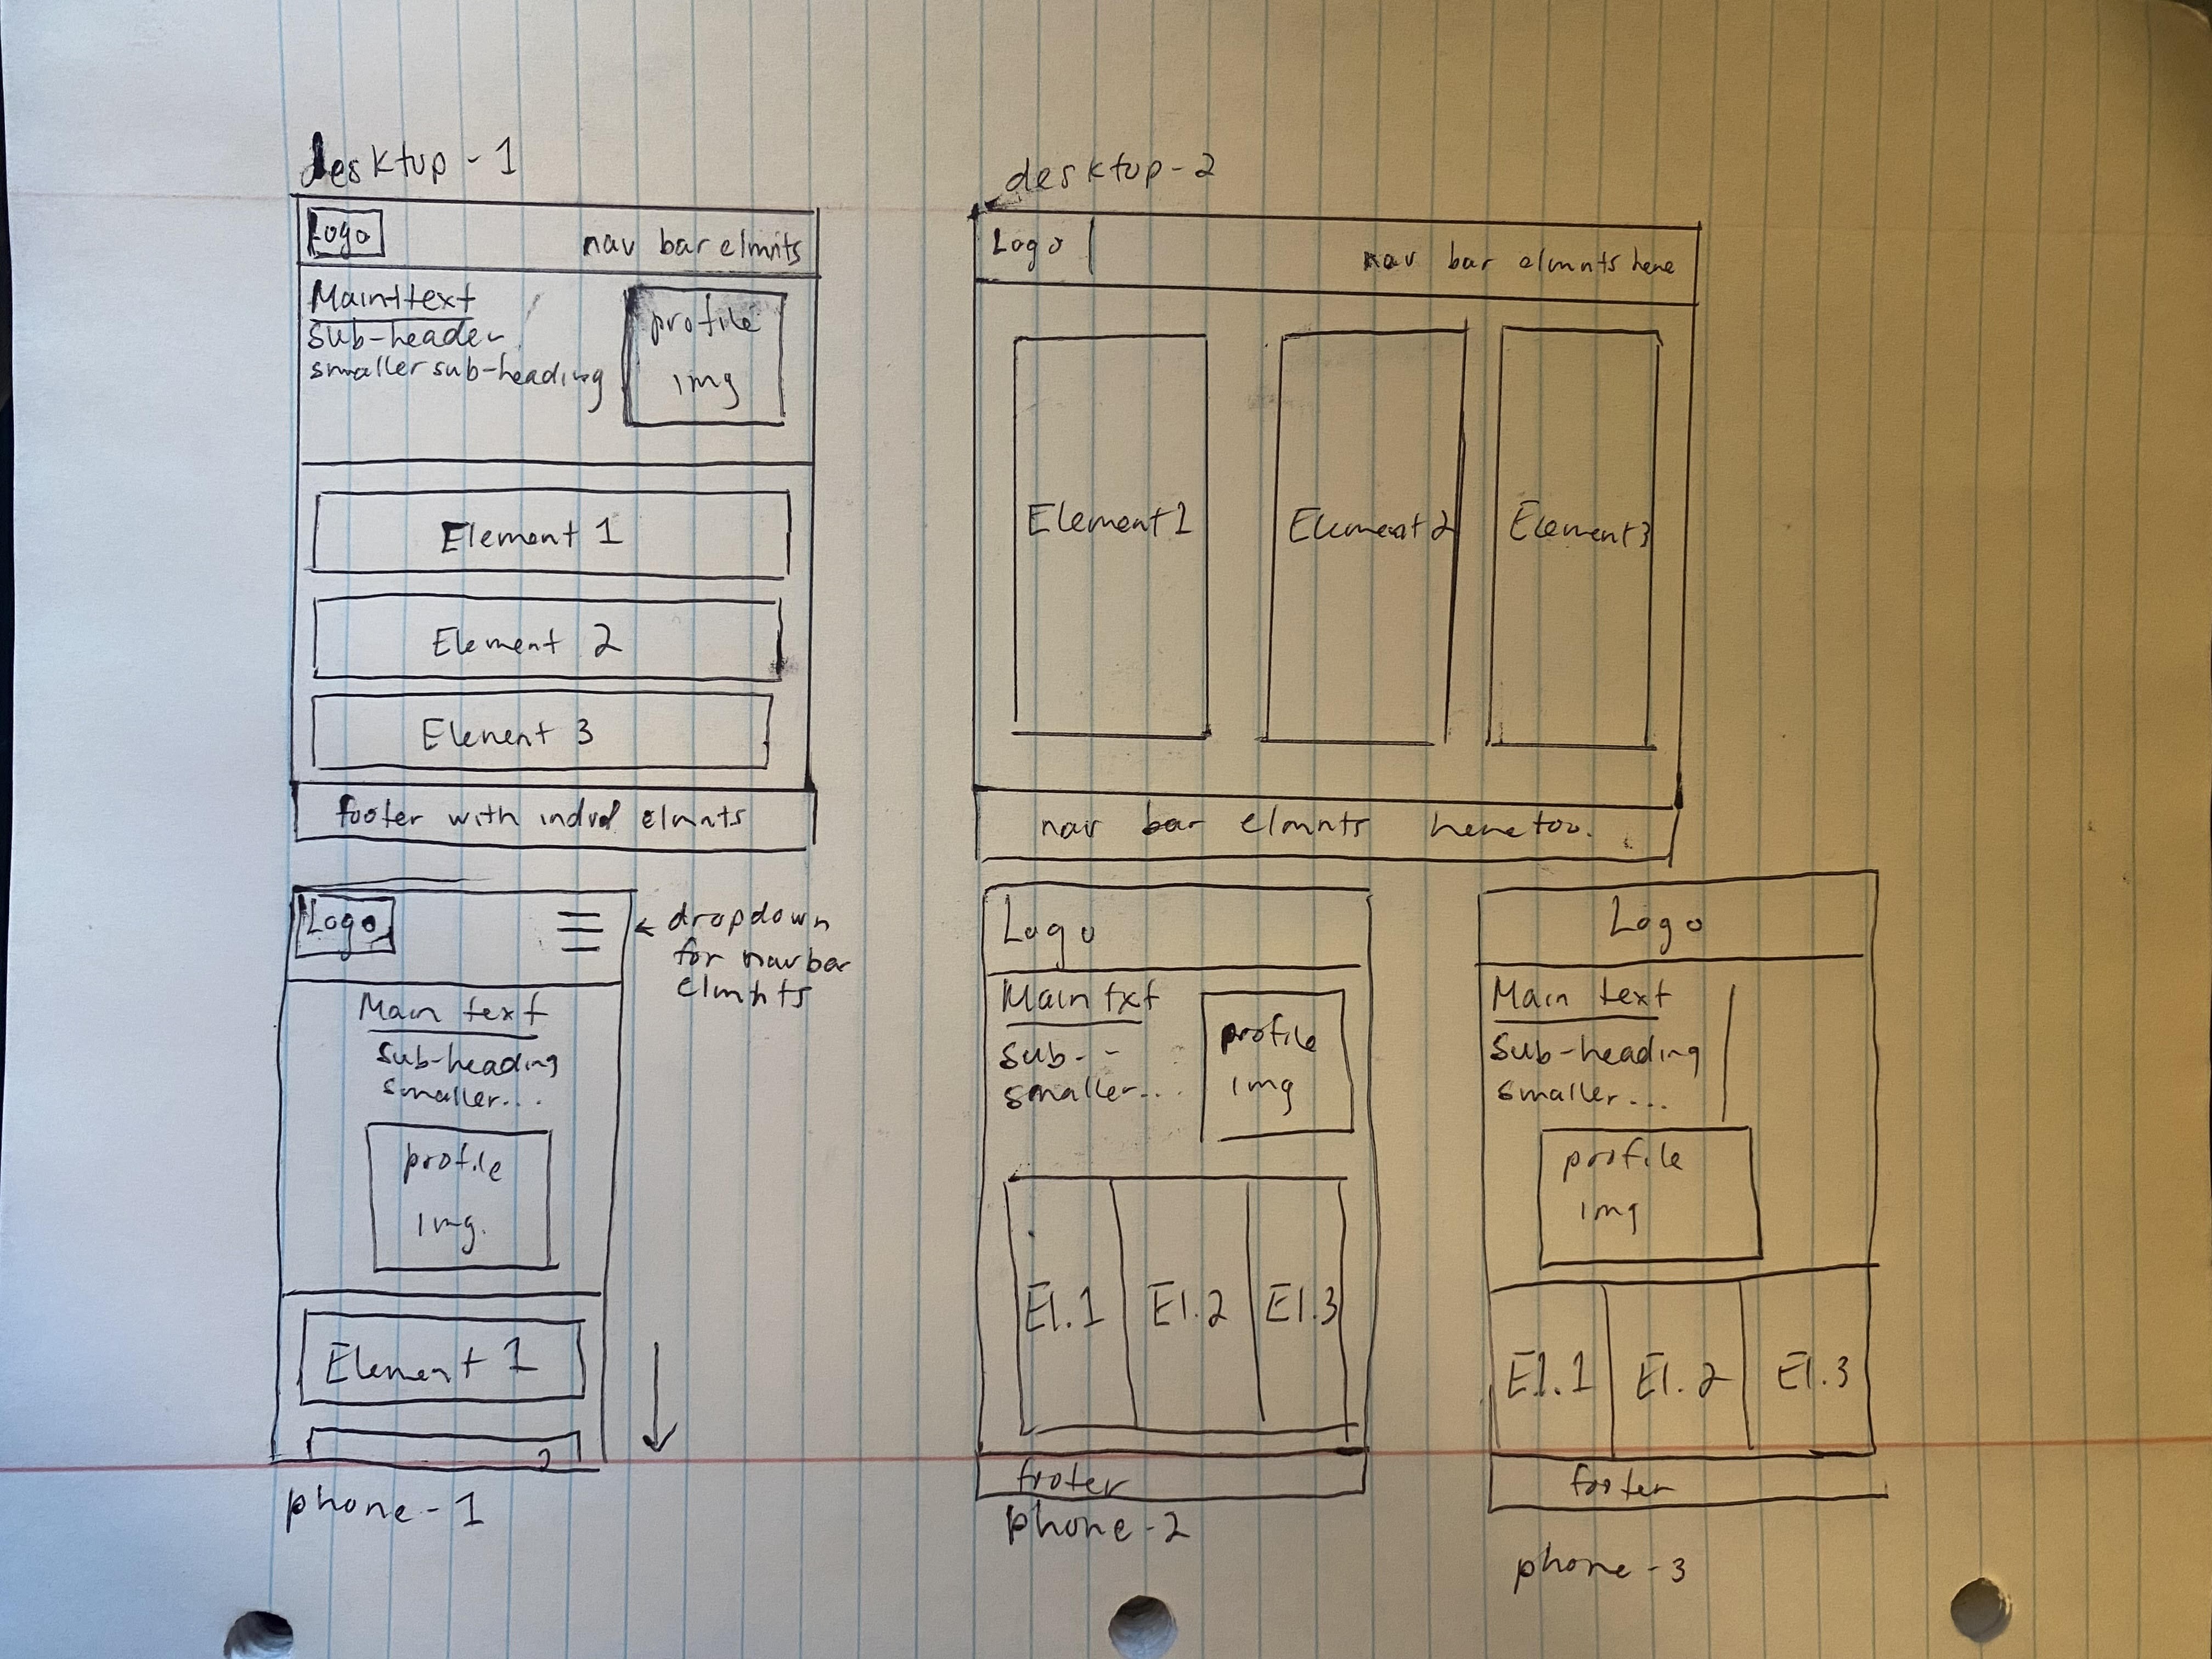 desktop - 1
Logo
nav bar elmnts
Main text
Sub-header
smaller sub-heading
profile
img
Element 1
Element 2
Element 3
footer with indvd elmnts
desktop - 2
Logo
nav bar elmnts here
Element 1
Element 2
Element 3
nav bar elmnts here too.
Logo
← dropdown
for navbar
elmnts
Main text
Sub-heading
smaller...
profile
img.
Element 1
2
phone - 1
Logo
Main txt
Sub - -
smaller...
profile
img
El. 1
El. 2
El. 3
footer
phone - 2
Logo
Main text
Sub-heading
smaller...
profile
img
El. 1
El. 2
El. 3
footer
phone - 3